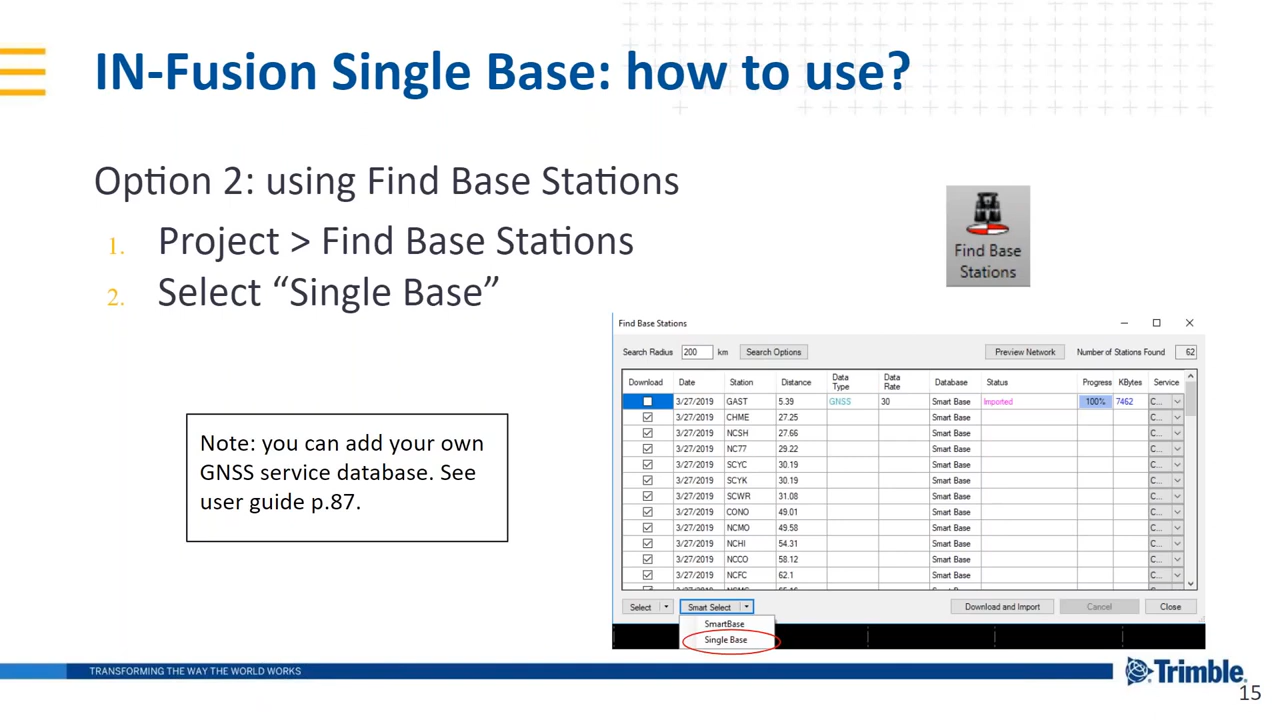 IN-Fusion Single Base: how to use?
Option 2: using Find Base Stations
1. Project > Find Base Stations
2. Select “Single Base”
Find Base
Stations
Note: you can add your own
GNSS service database. See
user guide p.87.
Find Base Stations
Search Radius 200 km Search Options Preview Network Number of Stations Found 62
Download Date Station Distance Data Type Data Rate Database Status Progress KBytes Service
3/27/2019 GAST 5.39 GNSS 30 Smart Base Imported 100% 7462 C...
3/27/2019 CHME 27.25 Smart Base C...
3/27/2019 NCSH 27.66 Smart Base C...
3/27/2019 NC77 29.22 Smart Base C...
3/27/2019 SCYC 30.19 Smart Base C...
3/27/2019 SCYK 30.19 Smart Base C...
3/27/2019 SCWR 31.08 Smart Base C...
3/27/2019 CONO 49.01 Smart Base C...
3/27/2019 NCMO 49.58 Smart Base C...
3/27/2019 NCHI 54.31 Smart Base C...
3/27/2019 NCCO 58.12 Smart Base C...
3/27/2019 NCFC 62.1 Smart Base C...
Select Smart Select Download and Import Cancel Close
SmartBase
Single Base
TRANSFORMING THE WAY THE WORLD WORKS
Trimble.
15